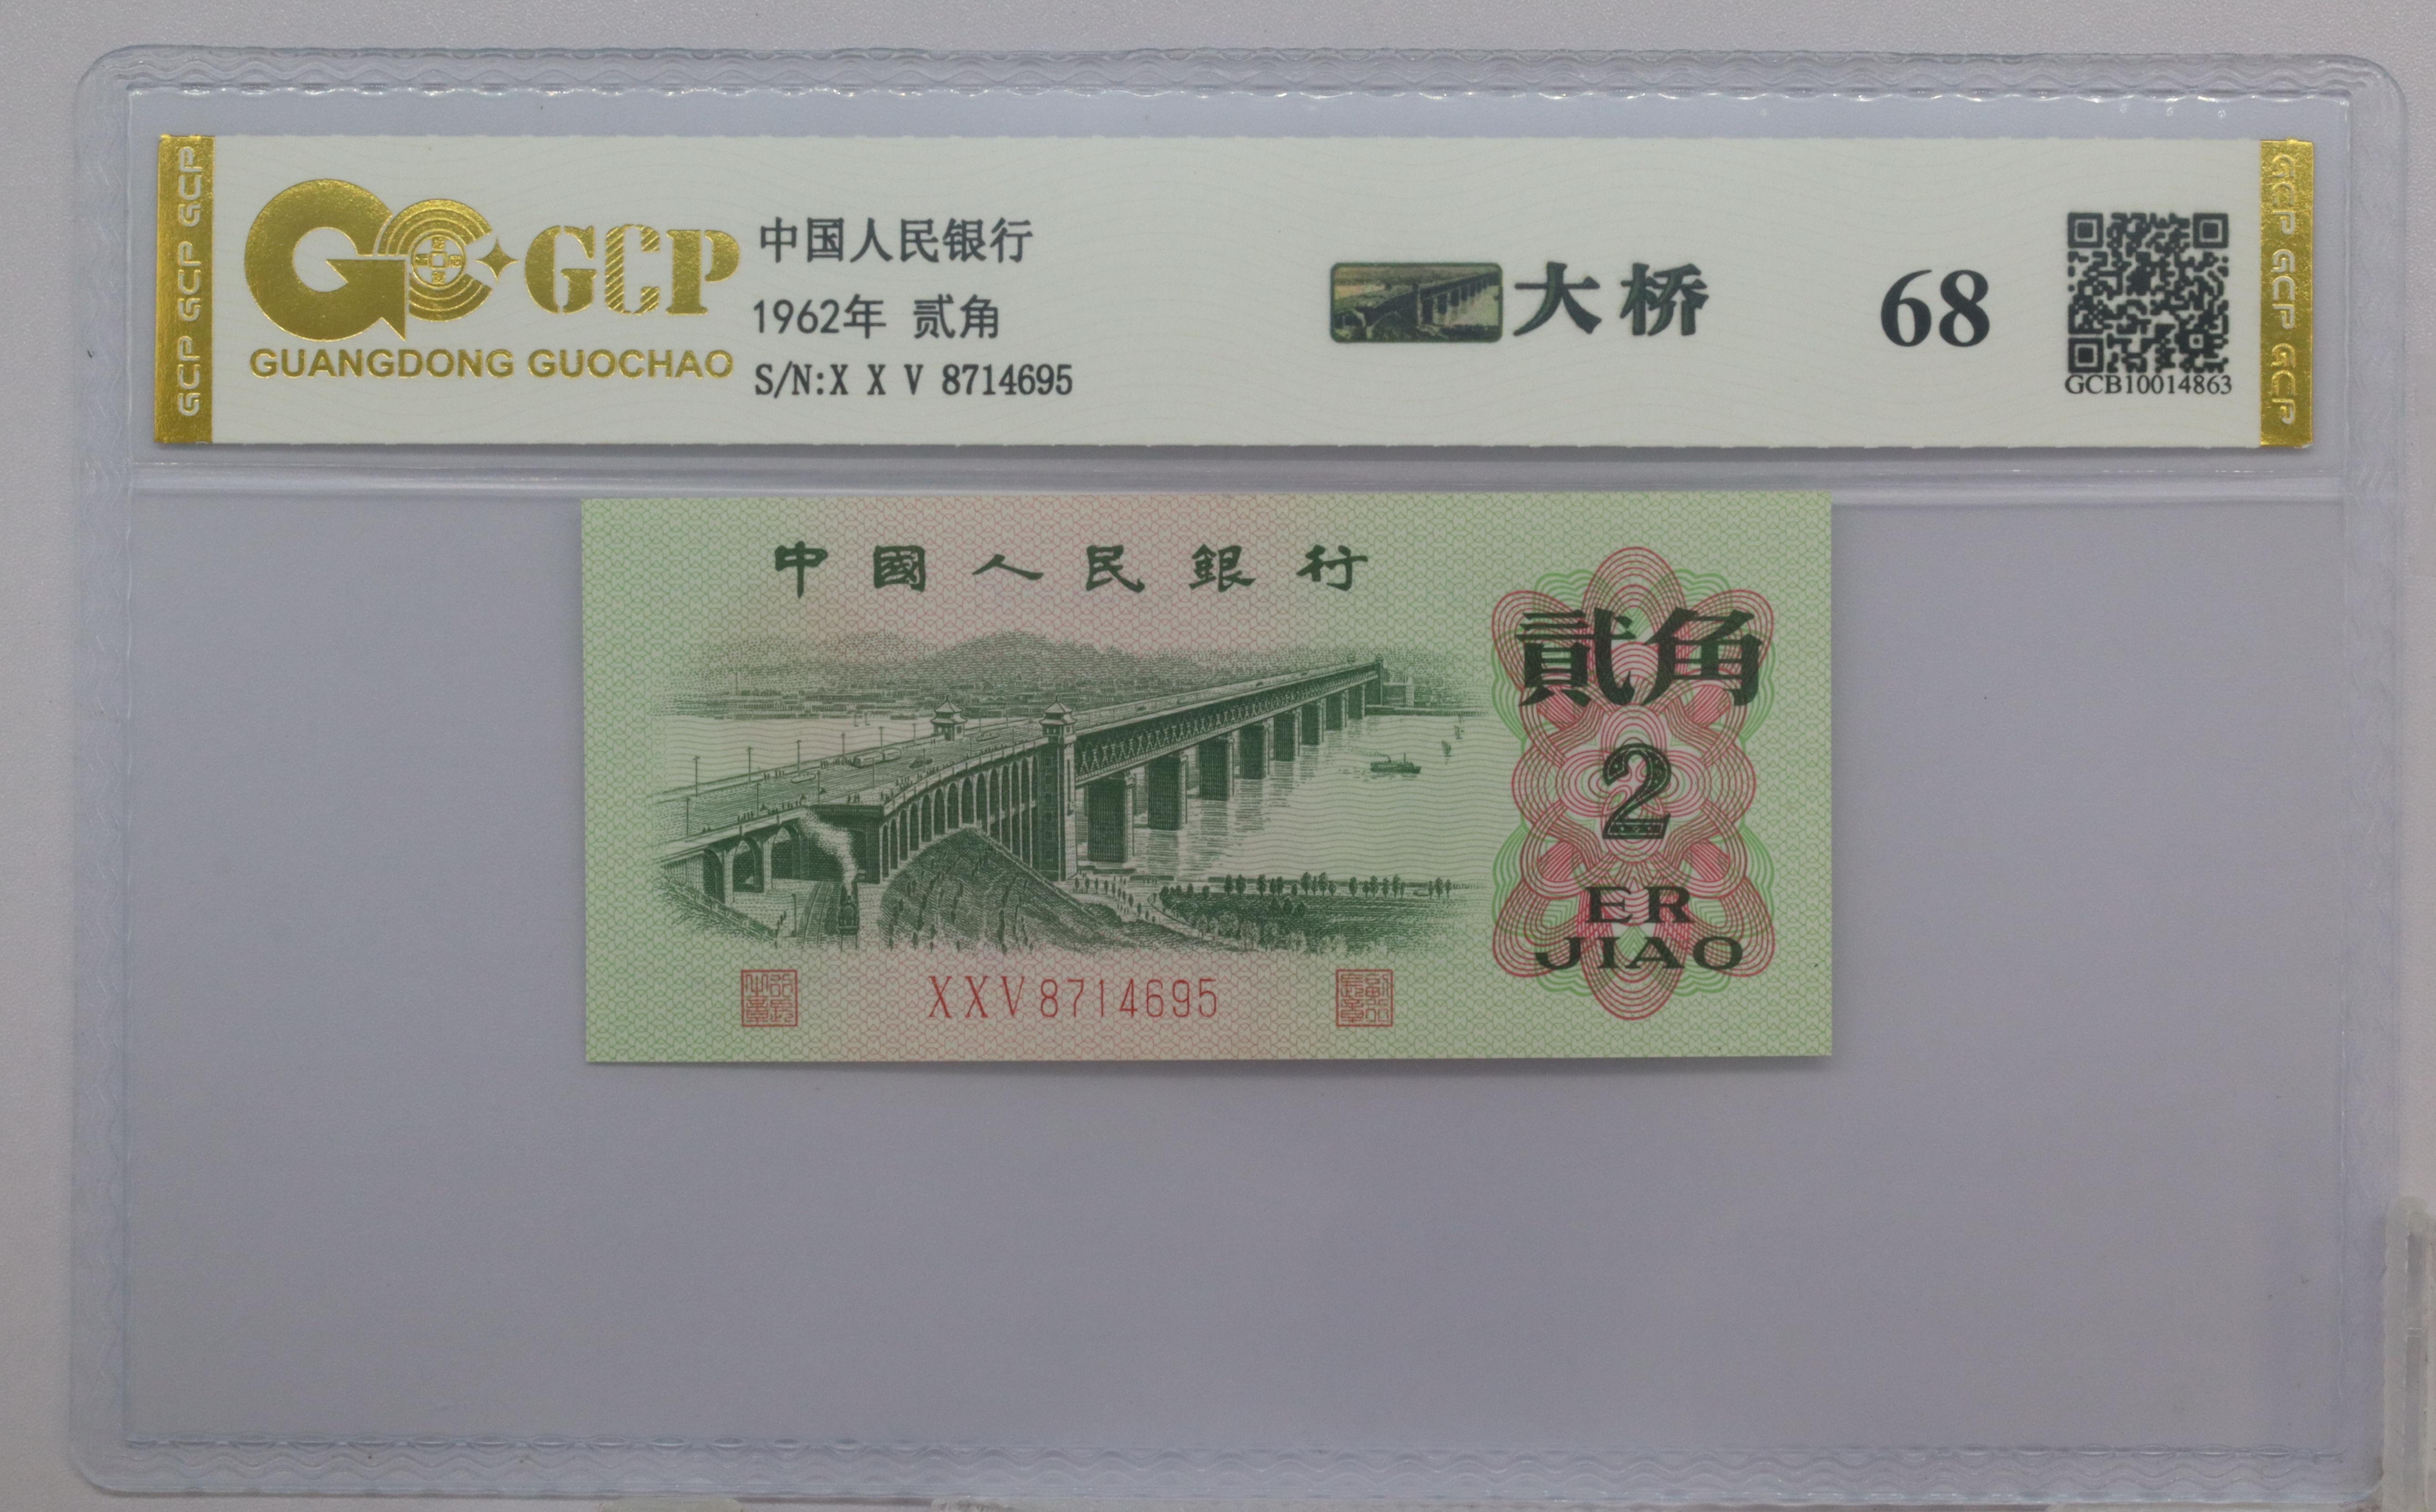 GCP GCP GCP
GCP
GUANGDONG GUOCHAO
中国人民银行
1962年 贰角
S/N:X X V 8714695
大桥
68
GCB10014863
GCP GCP GCP
中國人民銀行
貳角
2
ER
JIAO
XXV8714695